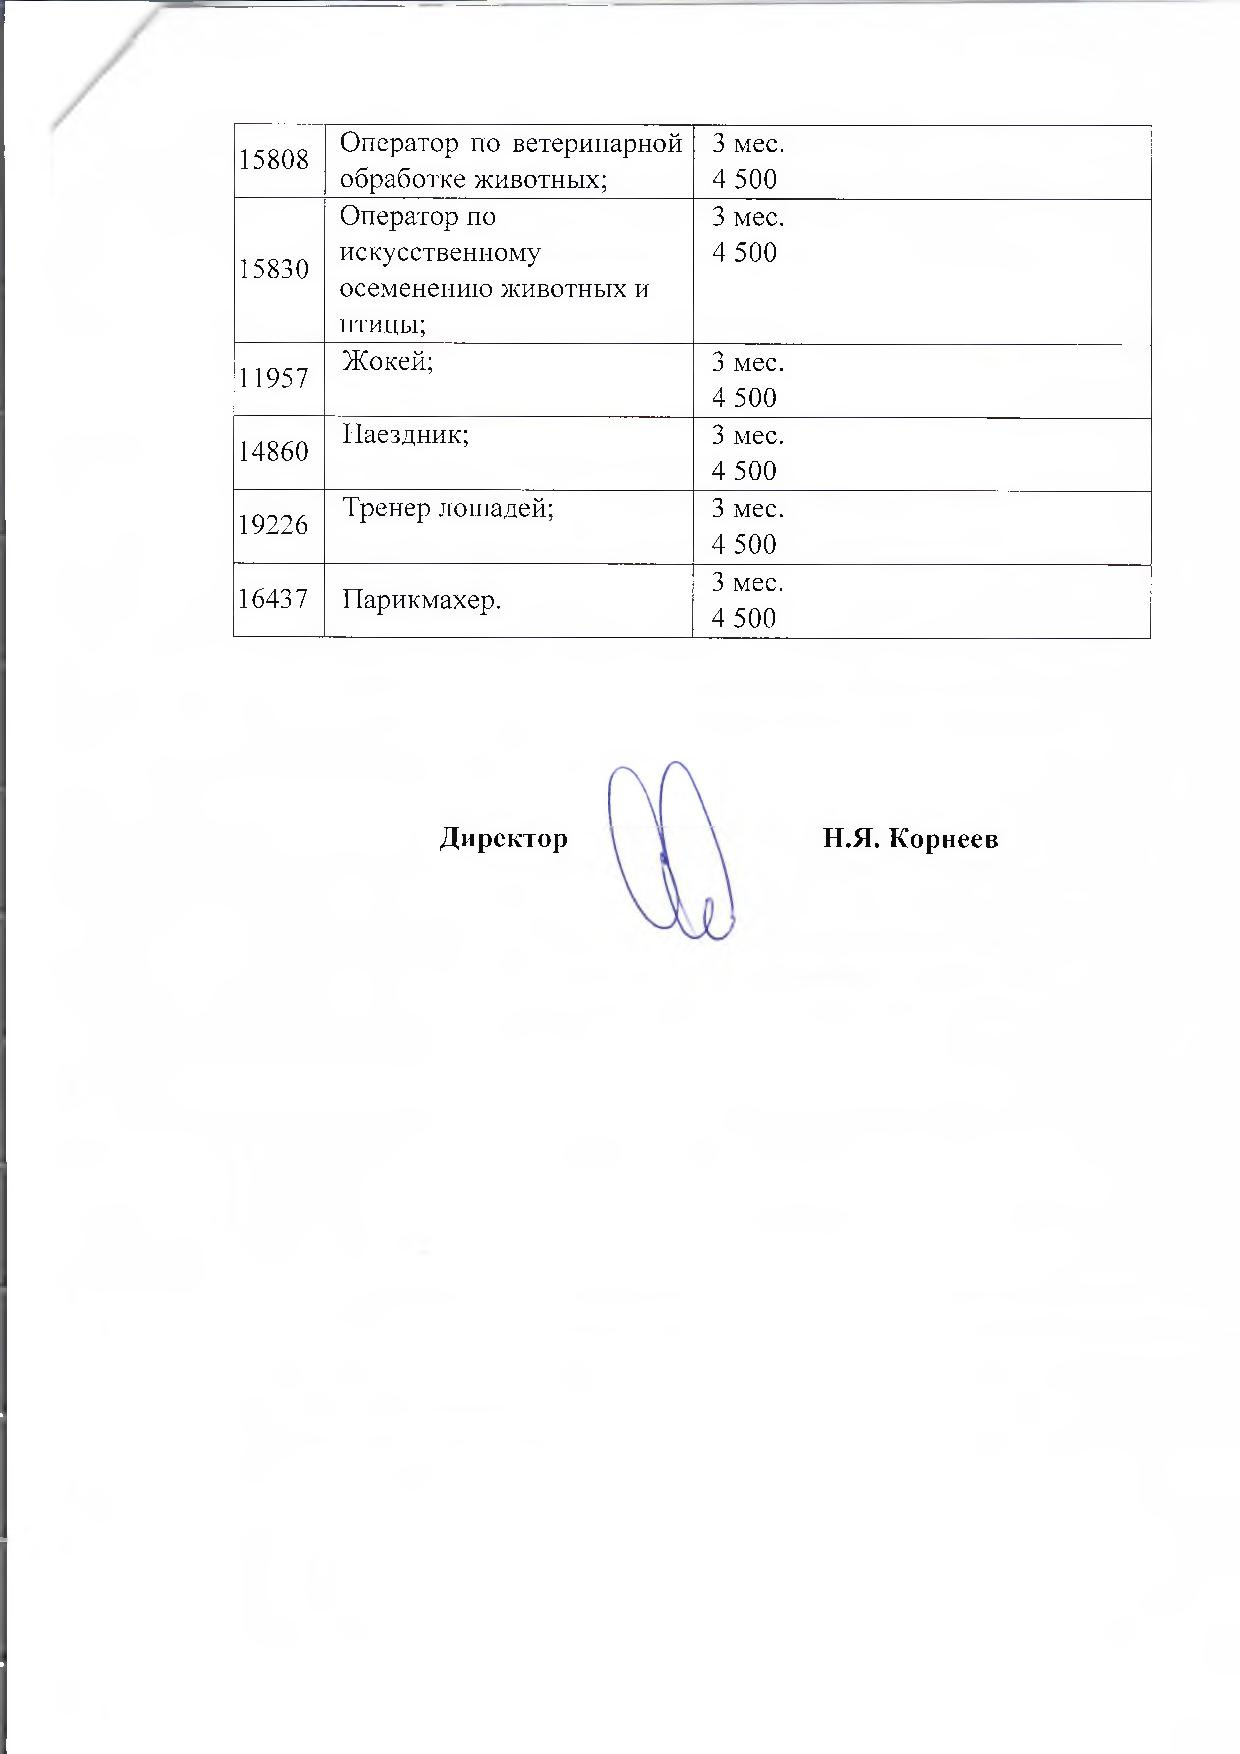 15808
Оператор по ветеринарной
обработке животных;
3 мес.
4 500
15830
Оператор по
искусственному
осеменению животных и
птицы;
3 мес.
4 500
11957
Жокей;
3 мес.
4 500
14860
Наездник;
3 мес.
4 500
19226
Тренер лошадей;
3 мес.
4 500
16437
Парикмахер.
3 мес.
4 500
Директор
Н.Я. Корнеев